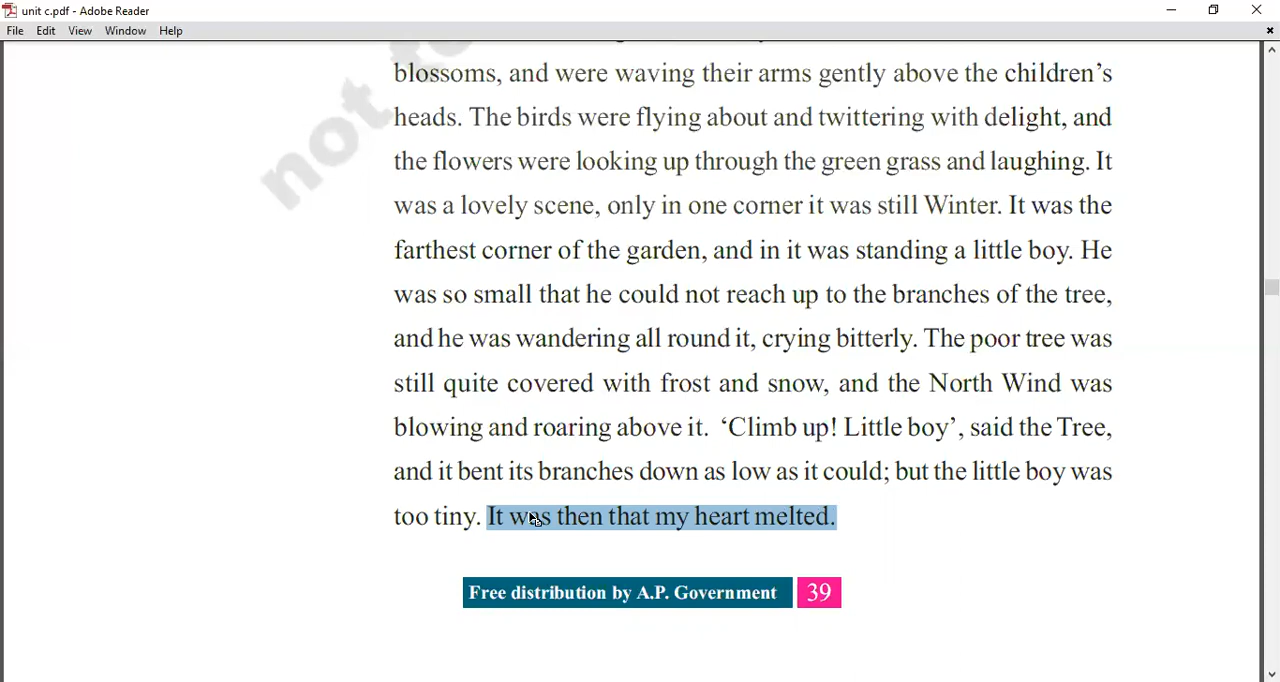 unit c.pdf - Adobe Reader
File Edit View Window Help
blossoms, and were waving their arms gently above the children's
heads. The birds were flying about and twittering with delight, and
the flowers were looking up through the green grass and laughing. It
was a lovely scene, only in one corner it was still Winter. It was the
farthest corner of the garden, and in it was standing a little boy. He
was so small that he could not reach up to the branches of the tree,
and he was wandering all round it, crying bitterly. The poor tree was
still quite covered with frost and snow, and the North Wind was
blowing and roaring above it. ‘Climb up! Little boy’, said the Tree,
and it bent its branches down as low as it could; but the little boy was
too tiny. It was then that my heart melted.
Free distribution by A.P. Government 39
not